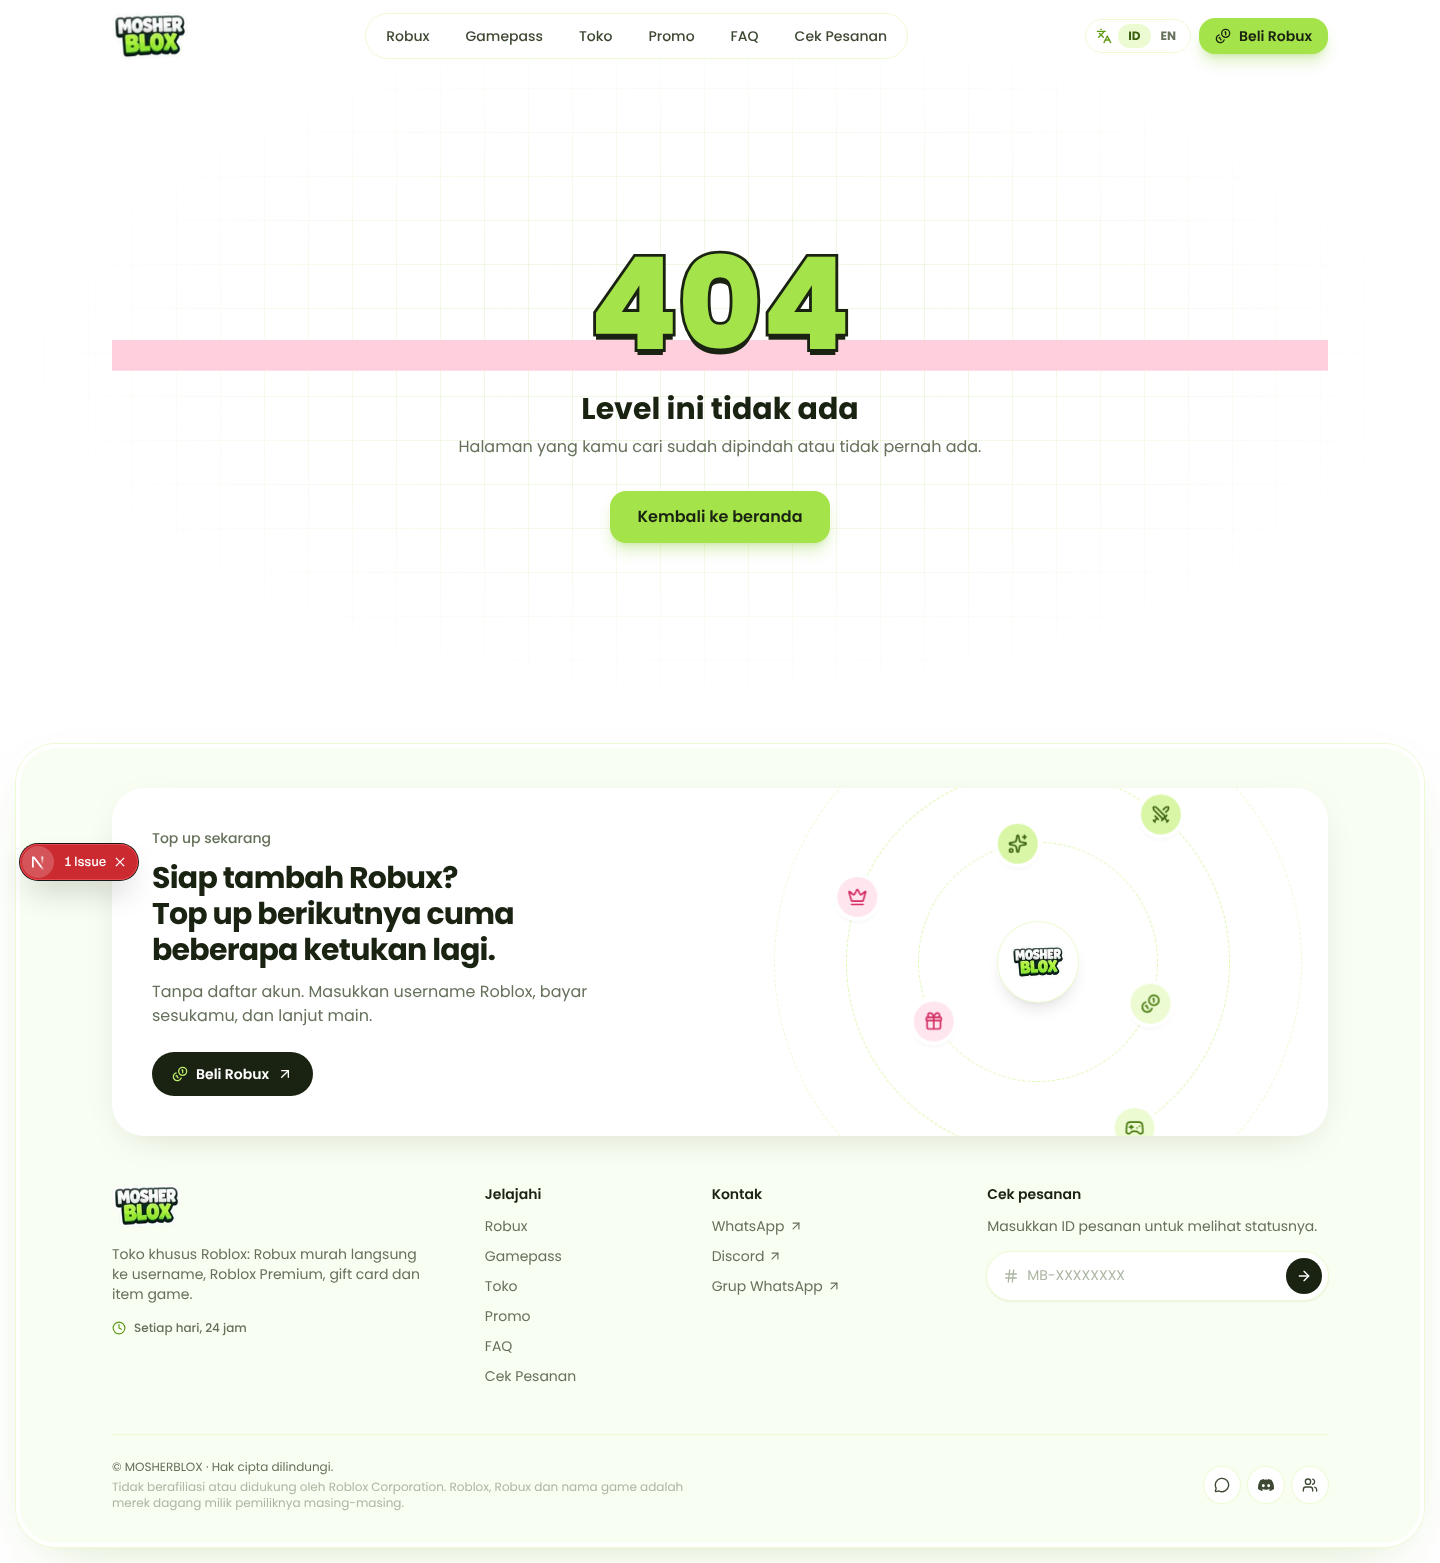 MOSHER
BLOX
Robux
Gamepass
Toko
Promo
FAQ
Cek Pesanan
ID
EN
Beli Robux
404
Level ini tidak ada
Halaman yang kamu cari sudah dipindah atau tidak pernah ada.
Kembali ke beranda
1 Issue
Top up sekarang
Siap tambah Robux?
Top up berikutnya cuma
beberapa ketukan lagi.
Tanpa daftar akun. Masukkan username Roblox, bayar
sesukamu, dan lanjut main.
Beli Robux
MOSHER
BLOX
MOSHER
BLOX
Toko khusus Roblox: Robux murah langsung
ke username, Roblox Premium, gift card dan
item game.
Setiap hari, 24 jam
Jelajahi
Robux
Gamepass
Toko
Promo
FAQ
Cek Pesanan
Kontak
WhatsApp
Discord
Grup WhatsApp
Cek pesanan
Masukkan ID pesanan untuk melihat statusnya.
# MB-XXXXXXXX
© MOSHERBLOX · Hak cipta dilindungi.
Tidak berafiliasi atau didukung oleh Roblox Corporation. Roblox, Robux dan nama game adalah
merek dagang milik pemiliknya masing-masing.